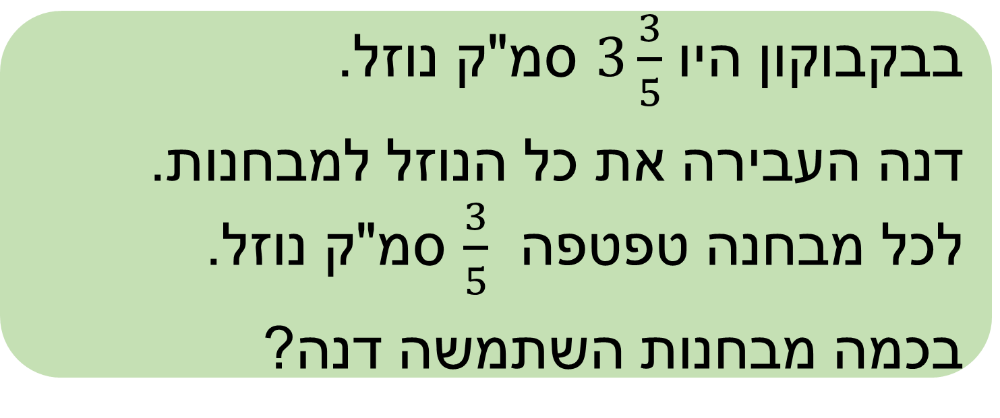 בבקבוקון היו 3 3/5 סמ"ק נוזל.
דנה העבירה את כל הנוזל למבחנות.
לכל מבחנה טפטפה 3/5 סמ"ק נוזל.
בכמה מבחנות השתמשה דנה?